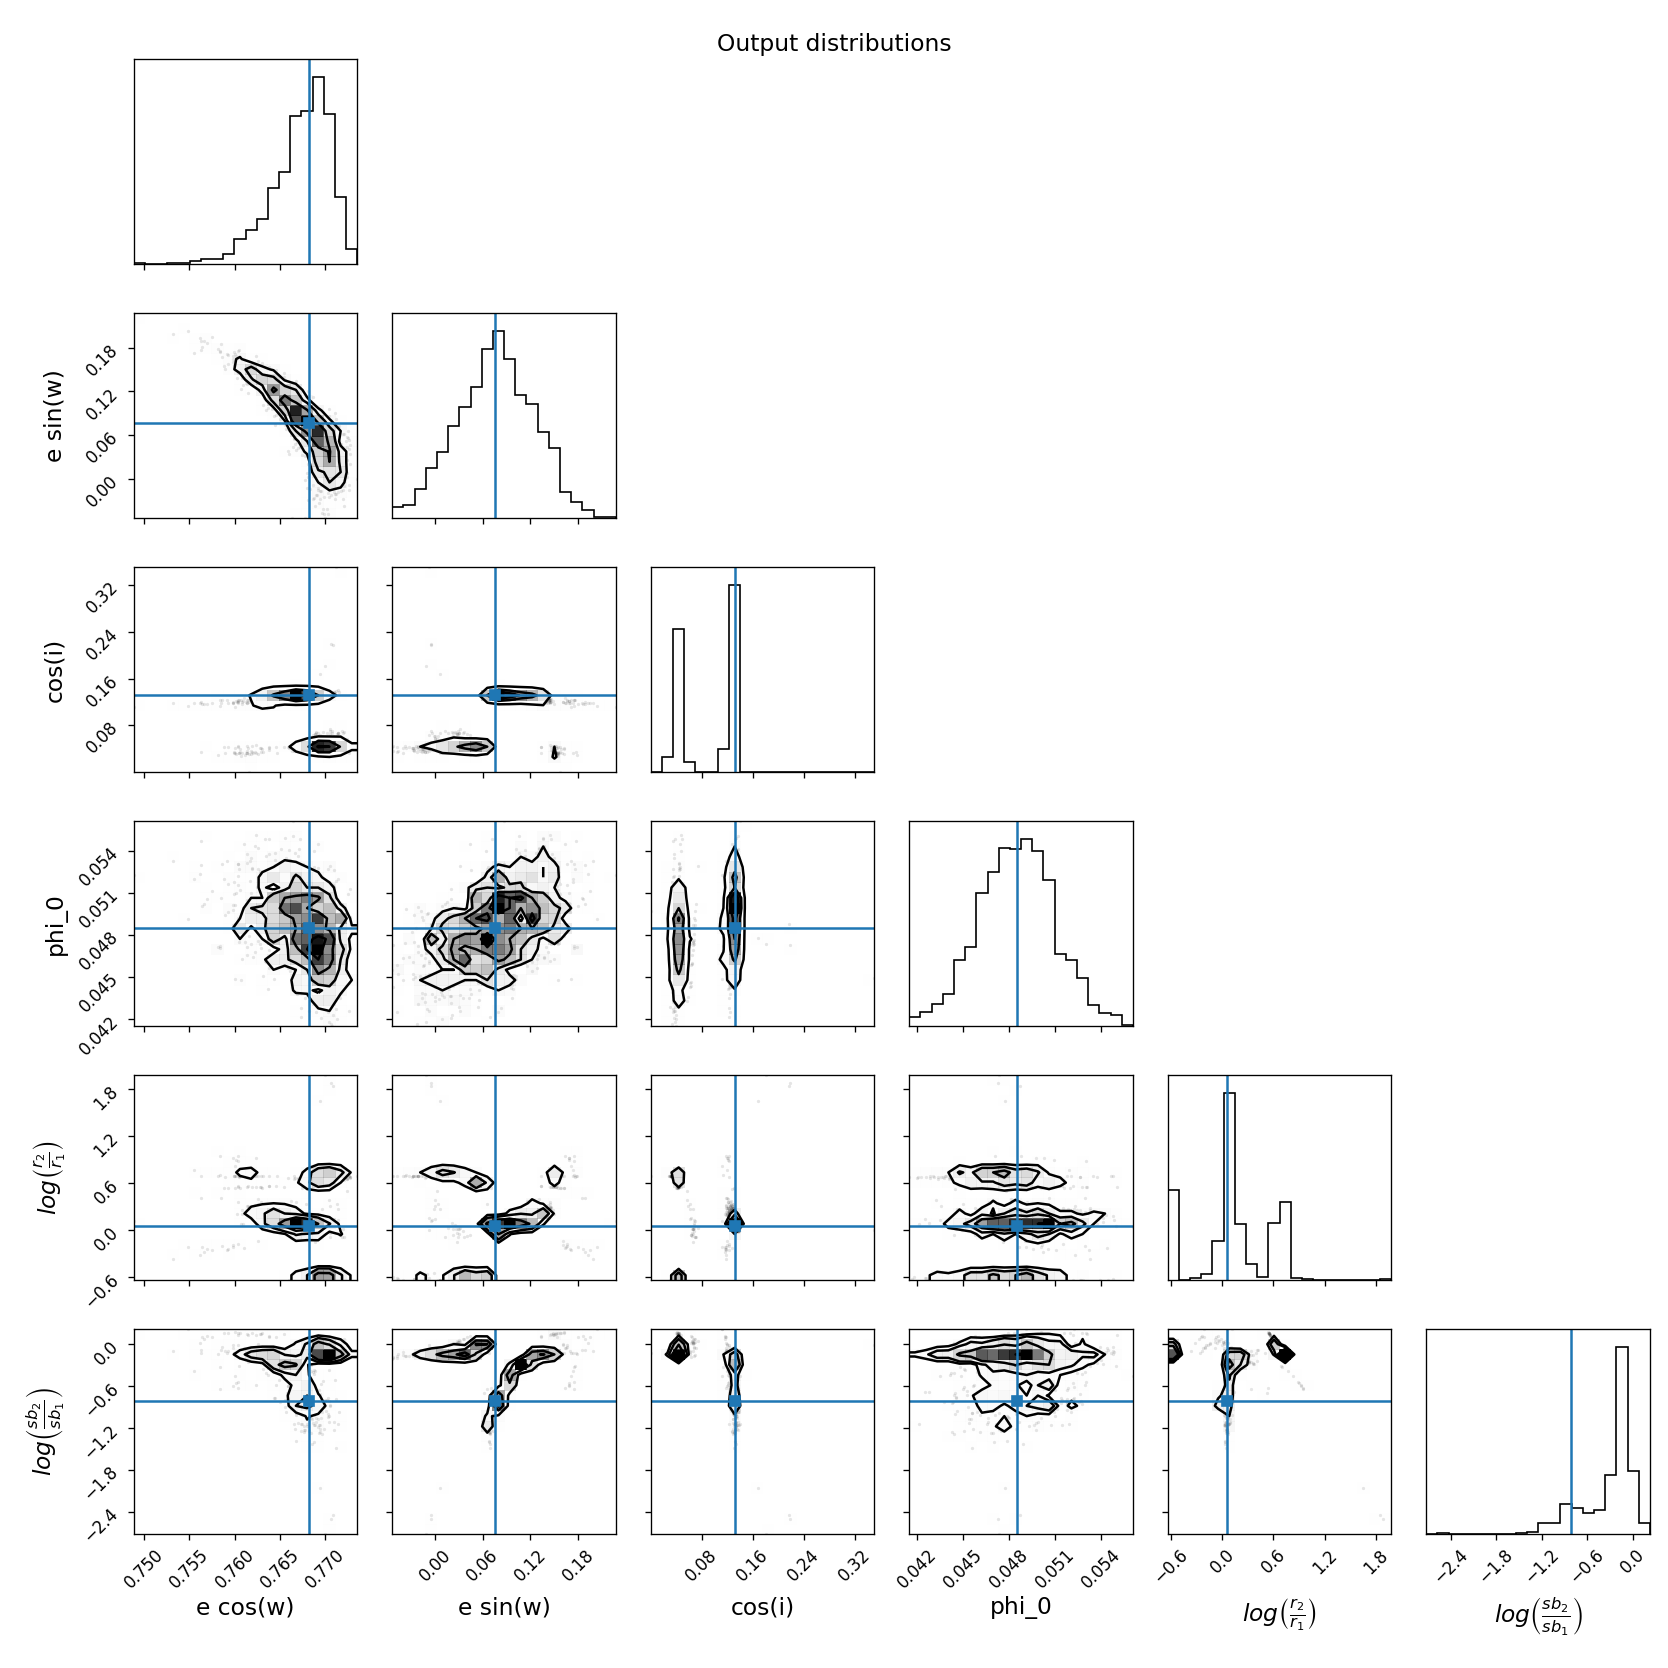 Output distributions
e sin(w)
0.18
0.12
0.06
0.00
cos(i)
0.32
0.24
0.16
0.08
phi_0
0.054
0.051
0.048
0.045
0.042
log(r₂/r₁)
1.8
1.2
0.6
0.0
−0.6
log(sb₂/sb₁)
0.0
−0.6
−1.2
−1.8
−2.4
0.750 0.755 0.760 0.765 0.770
0.00 0.06 0.12 0.18
0.08 0.16 0.24 0.32
0.042 0.045 0.048 0.051 0.054
−0.6 0.0 0.6 1.2 1.8
−2.4 −1.8 −1.2 −0.6 0.0
e cos(w)
e sin(w)
cos(i)
phi_0
log(r₂/r₁)
log(sb₂/sb₁)